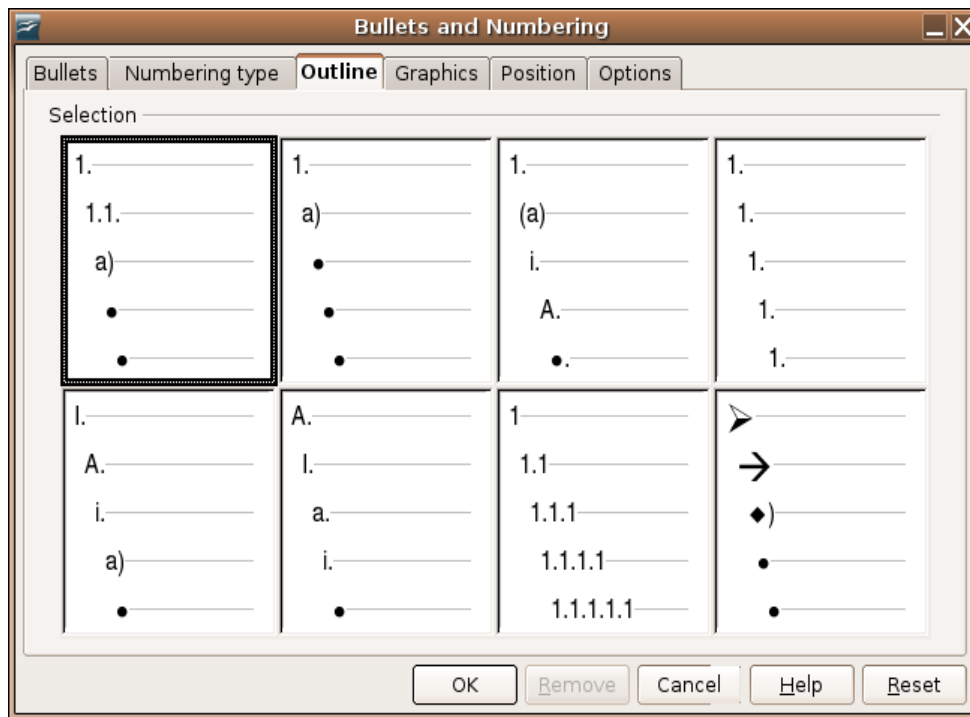 Bullets and Numbering
Bullets Numbering type Outline Graphics Position Options
Selection
1.
1.1.
a)
•
•
1.
a)
•
•
•
1.
(a)
i.
A.
•.
1.
1.
1.
1.
1.
I.
A.
i.
a)
•
A.
I.
a.
i.
•
1
1.1
1.1.1
1.1.1.1
1.1.1.1.1
➢
→
◆)
•
•
OK Remove Cancel Help Reset